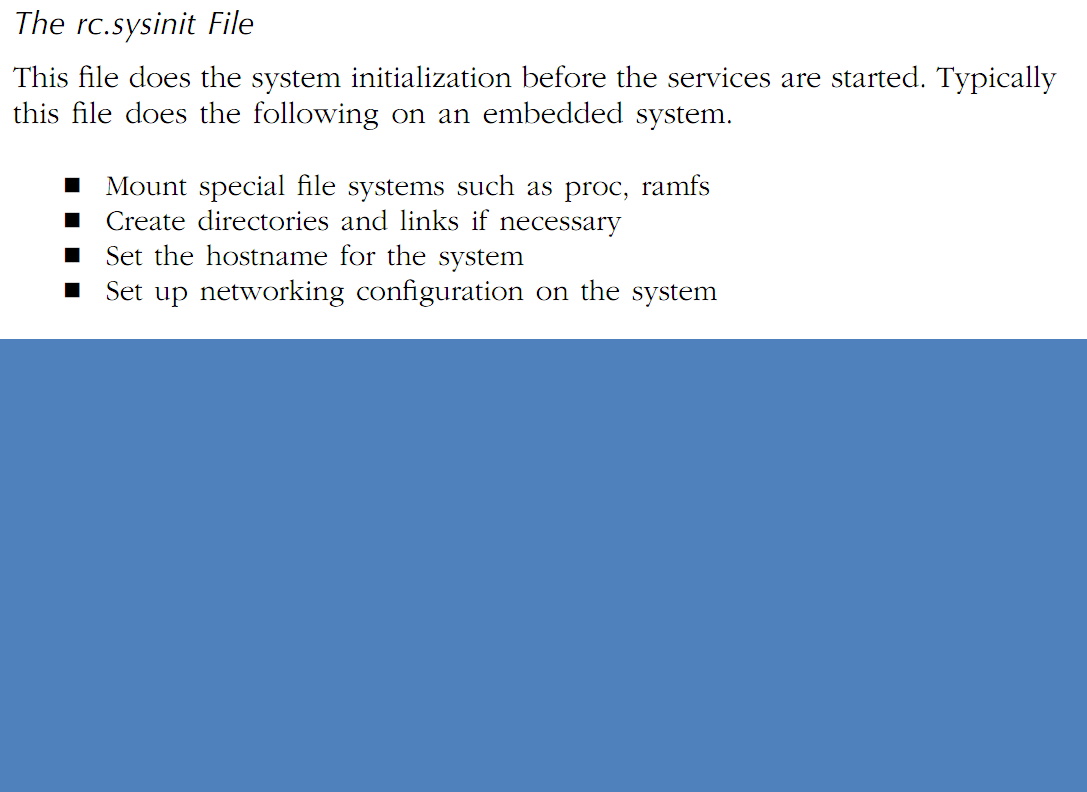 The rc.sysinit File
This file does the system initialization before the services are started. Typically
this file does the following on an embedded system.
■ Mount special file systems such as proc, ramfs
■ Create directories and links if necessary
■ Set the hostname for the system
■ Set up networking configuration on the system